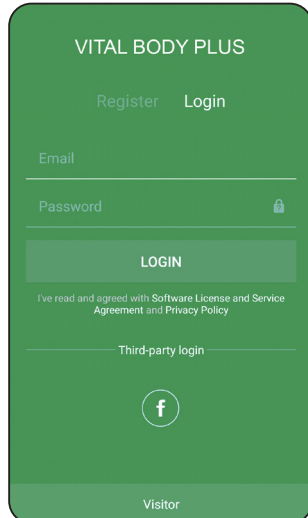 VITAL BODY PLUS
Register Login
Email
Password
LOGIN
I've read and agreed with Software License and Service
Agreement and Privacy Policy
Third-party login
f
Visitor